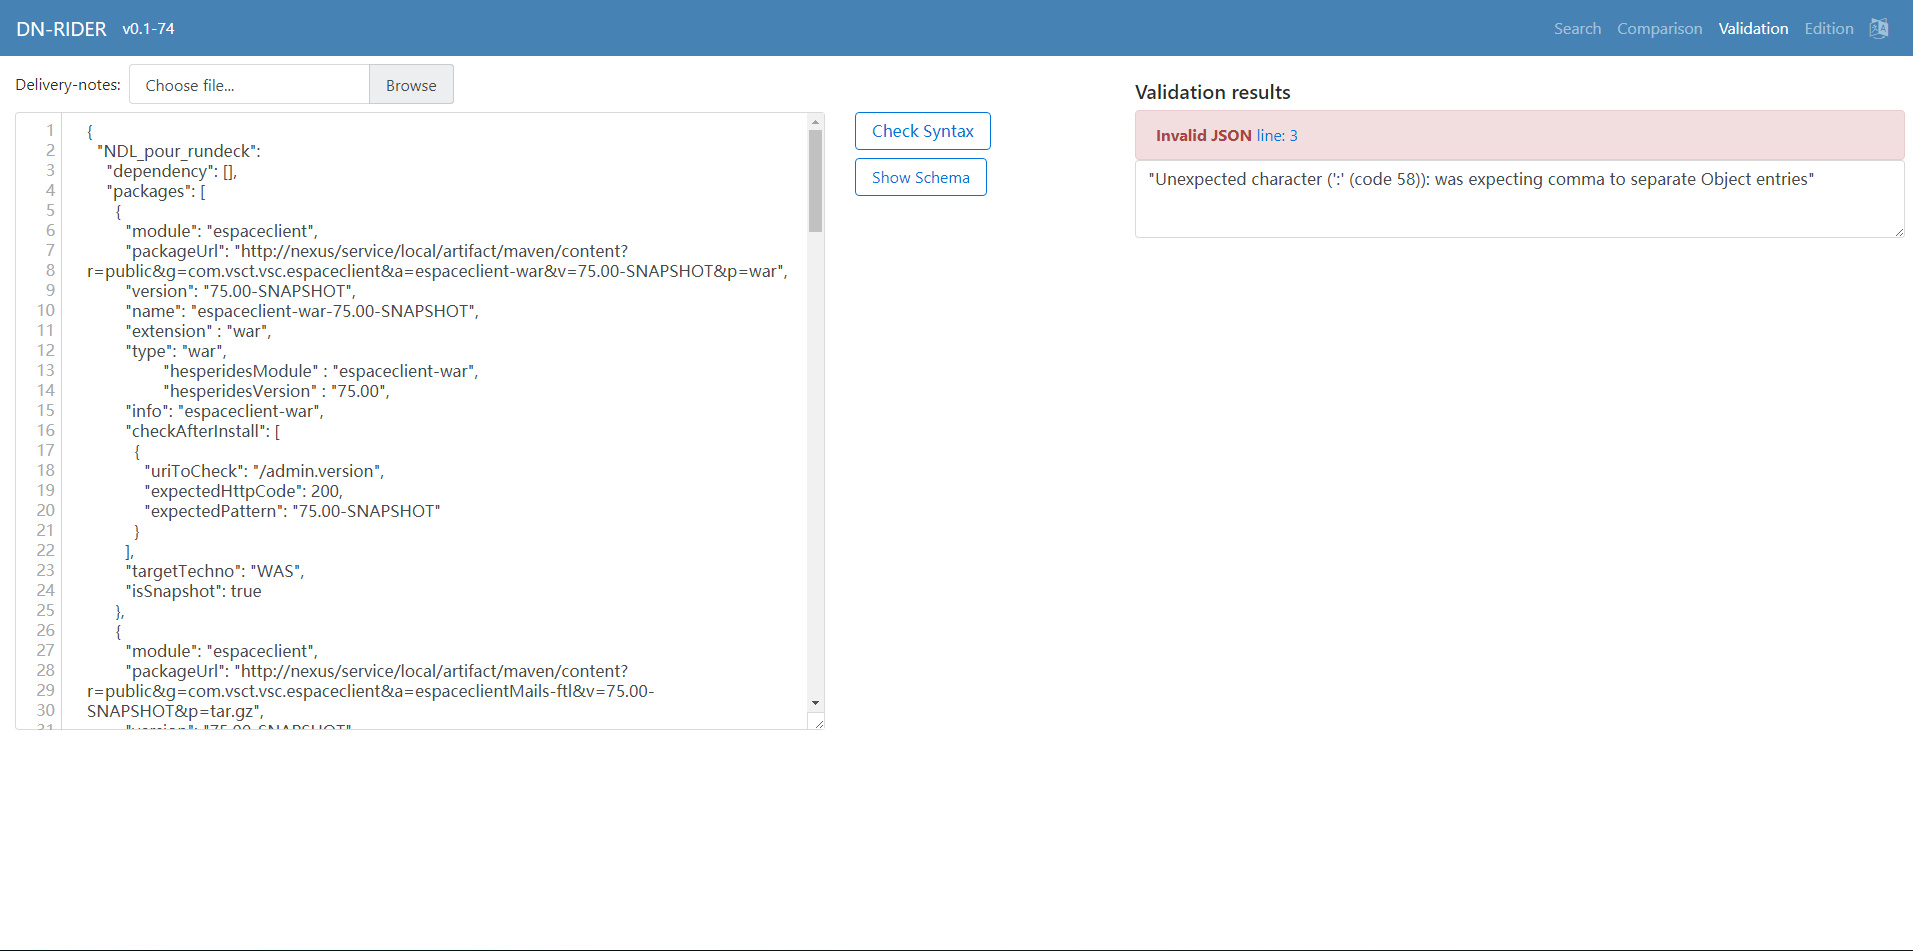 DN-RIDER v0.1-74 Search Comparison Validation Edition
Delivery-notes: Choose file... Browse
1 {
2 "NDL_pour_rundeck":
3 "dependency": [],
4 "packages": [
5 {
6 "module": "espaceclient",
7 "packageUrl": "http://nexus/service/local/artifact/maven/content?
8 r=public&g=com.vsct.vsc.espaceclient&a=espaceclient-war&v=75.00-SNAPSHOT&p=war",
9 "version": "75.00-SNAPSHOT",
10 "name": "espaceclient-war-75.00-SNAPSHOT",
11 "extension" : "war",
12 "type": "war",
13 "hesperidesModule" : "espaceclient-war",
14 "hesperidesVersion" : "75.00",
15 "info": "espaceclient-war",
16 "checkAfterInstall": [
17 {
18 "uriToCheck": "/admin.version",
19 "expectedHttpCode": 200,
20 "expectedPattern": "75.00-SNAPSHOT"
21 }
22 ],
23 "targetTechno": "WAS",
24 "isSnapshot": true
25 },
26 {
27 "module": "espaceclient",
28 "packageUrl": "http://nexus/service/local/artifact/maven/content?
29 r=public&g=com.vsct.vsc.espaceclient&a=espaceclientMails-ftl&v=75.00-
30 SNAPSHOT&p=tar.gz",
31 "version": "75.00-SNAPSHOT",
Check Syntax
Show Schema
Validation results
Invalid JSON line: 3
"Unexpected character (':' (code 58)): was expecting comma to separate Object entries"